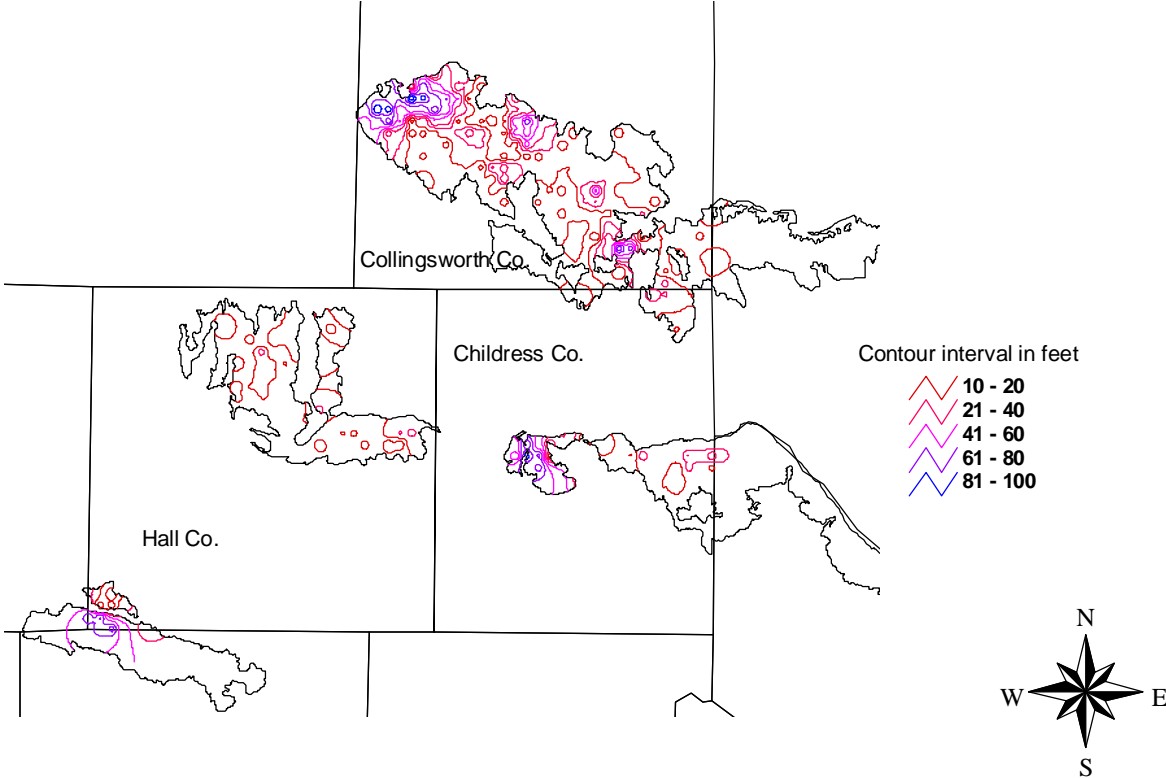 Collingsworth Co.
Childress Co.
Hall Co.
Contour interval in feet
10 - 20
21 - 40
41 - 60
61 - 80
81 - 100
N
W E
S